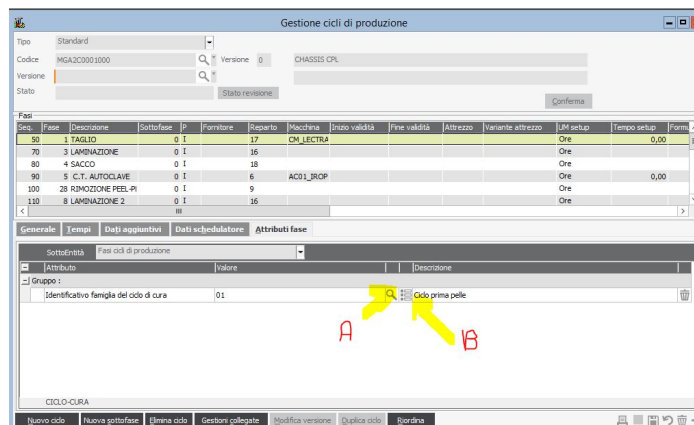 Gestione cicli di produzione
Tipo Standard
Codice MGA2C0001000 * Versione 0 CHASSIS CPL
Versione *
Stato Stato revisione Conferma
Fasi
Seq. Fase Descrizione Sottofase P Fornitore Reparto Macchina Inizio validità Fine validità Attrezzo Variante attrezzo UM setup Tempo setup
50 1 TAGLIO 0 I 17 CM_LECTRA Ore 0,00
70 3 LAMINAZIONE 0 I 16 Ore
80 4 SACCO 0 I 18 Ore
90 5 C.T. AUTOCLAVE 0 I 6 AC01_IROP Ore 0,00
100 28 RIMOZIONE PEEL-PI 0 I 9 Ore
110 8 LAMINAZIONE 2 0 I 16 Ore
Generale Tempi Dati aggiuntivi Dati schedulatore Attributi fase
SottoEntità Fasi cicli di produzione
Attributo Valore Descrizione
Gruppo :
Identificativo famiglia del ciclo di cura 01 Ciclo prima pelle
A B
CICLO-CURA
Nuovo ciclo Nuova sottofase Elimina ciclo Gestioni collegate Modifica versione Duplica ciclo Riordina